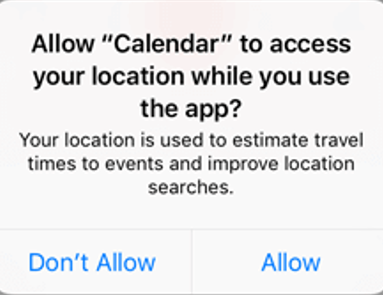 Allow “Calendar” to access
your location while you use
the app?
Your location is used to estimate travel
times to events and improve location
searches.
Don’t Allow
Allow